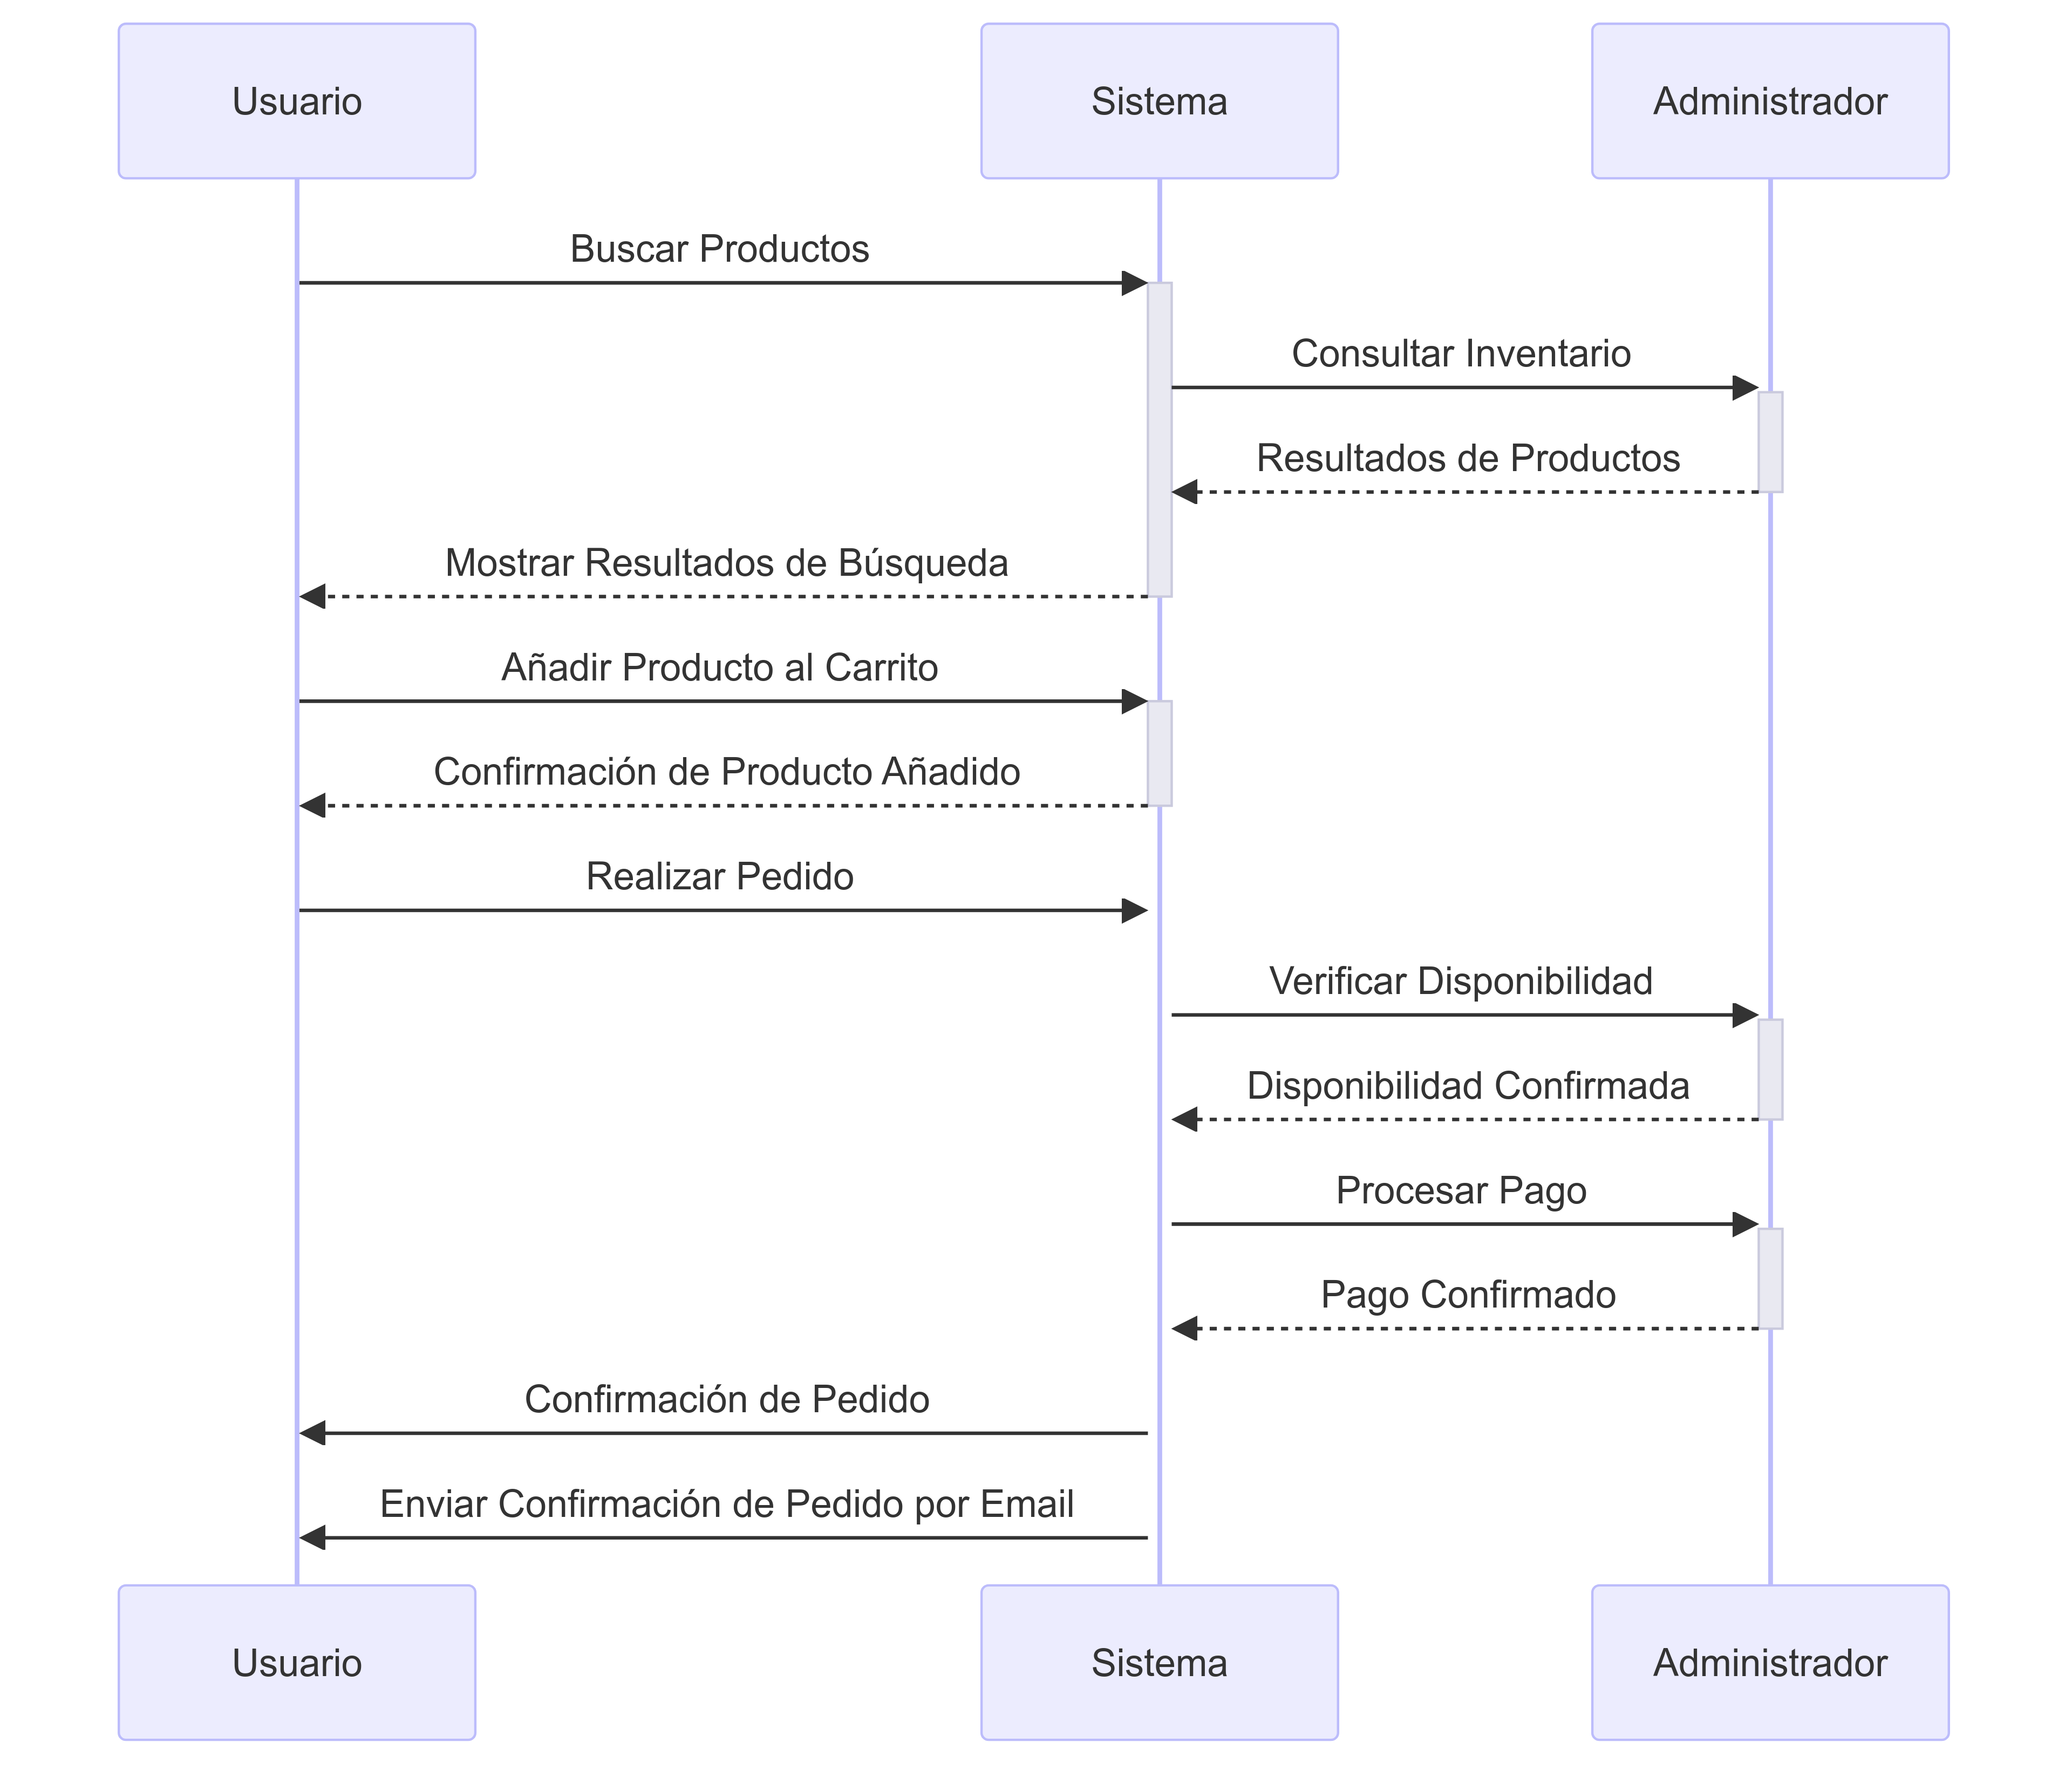 Usuario
Sistema
Administrador
Buscar Productos
Consultar Inventario
Resultados de Productos
Mostrar Resultados de Búsqueda
Añadir Producto al Carrito
Confirmación de Producto Añadido
Realizar Pedido
Verificar Disponibilidad
Disponibilidad Confirmada
Procesar Pago
Pago Confirmado
Confirmación de Pedido
Enviar Confirmación de Pedido por Email
Usuario
Sistema
Administrador